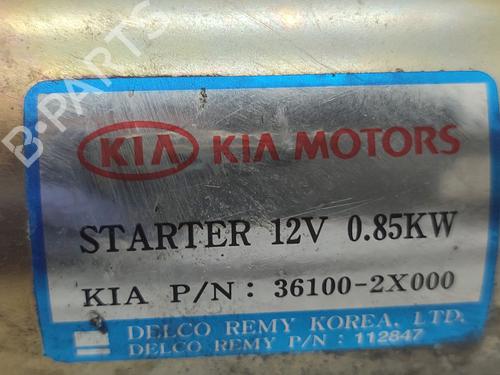 B-PARTS
KIA KIA MOTORS
STARTER 12V 0.85KW
KIA P/N: 36100-2X000
DELCO REMY KOREA. LTD.
DELCO REMY P/N: 112847